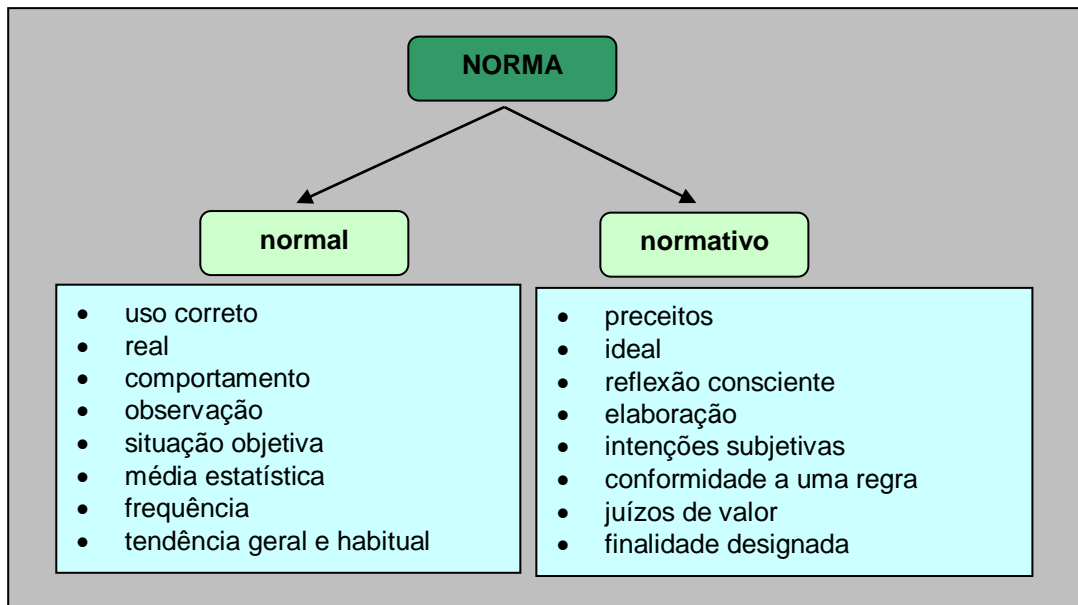 NORMA
normal
normativo
• uso correto
• real
• comportamento
• observação
• situação objetiva
• média estatística
• frequência
• tendência geral e habitual
• preceitos
• ideal
• reflexão consciente
• elaboração
• intenções subjetivas
• conformidade a uma regra
• juízos de valor
• finalidade designada